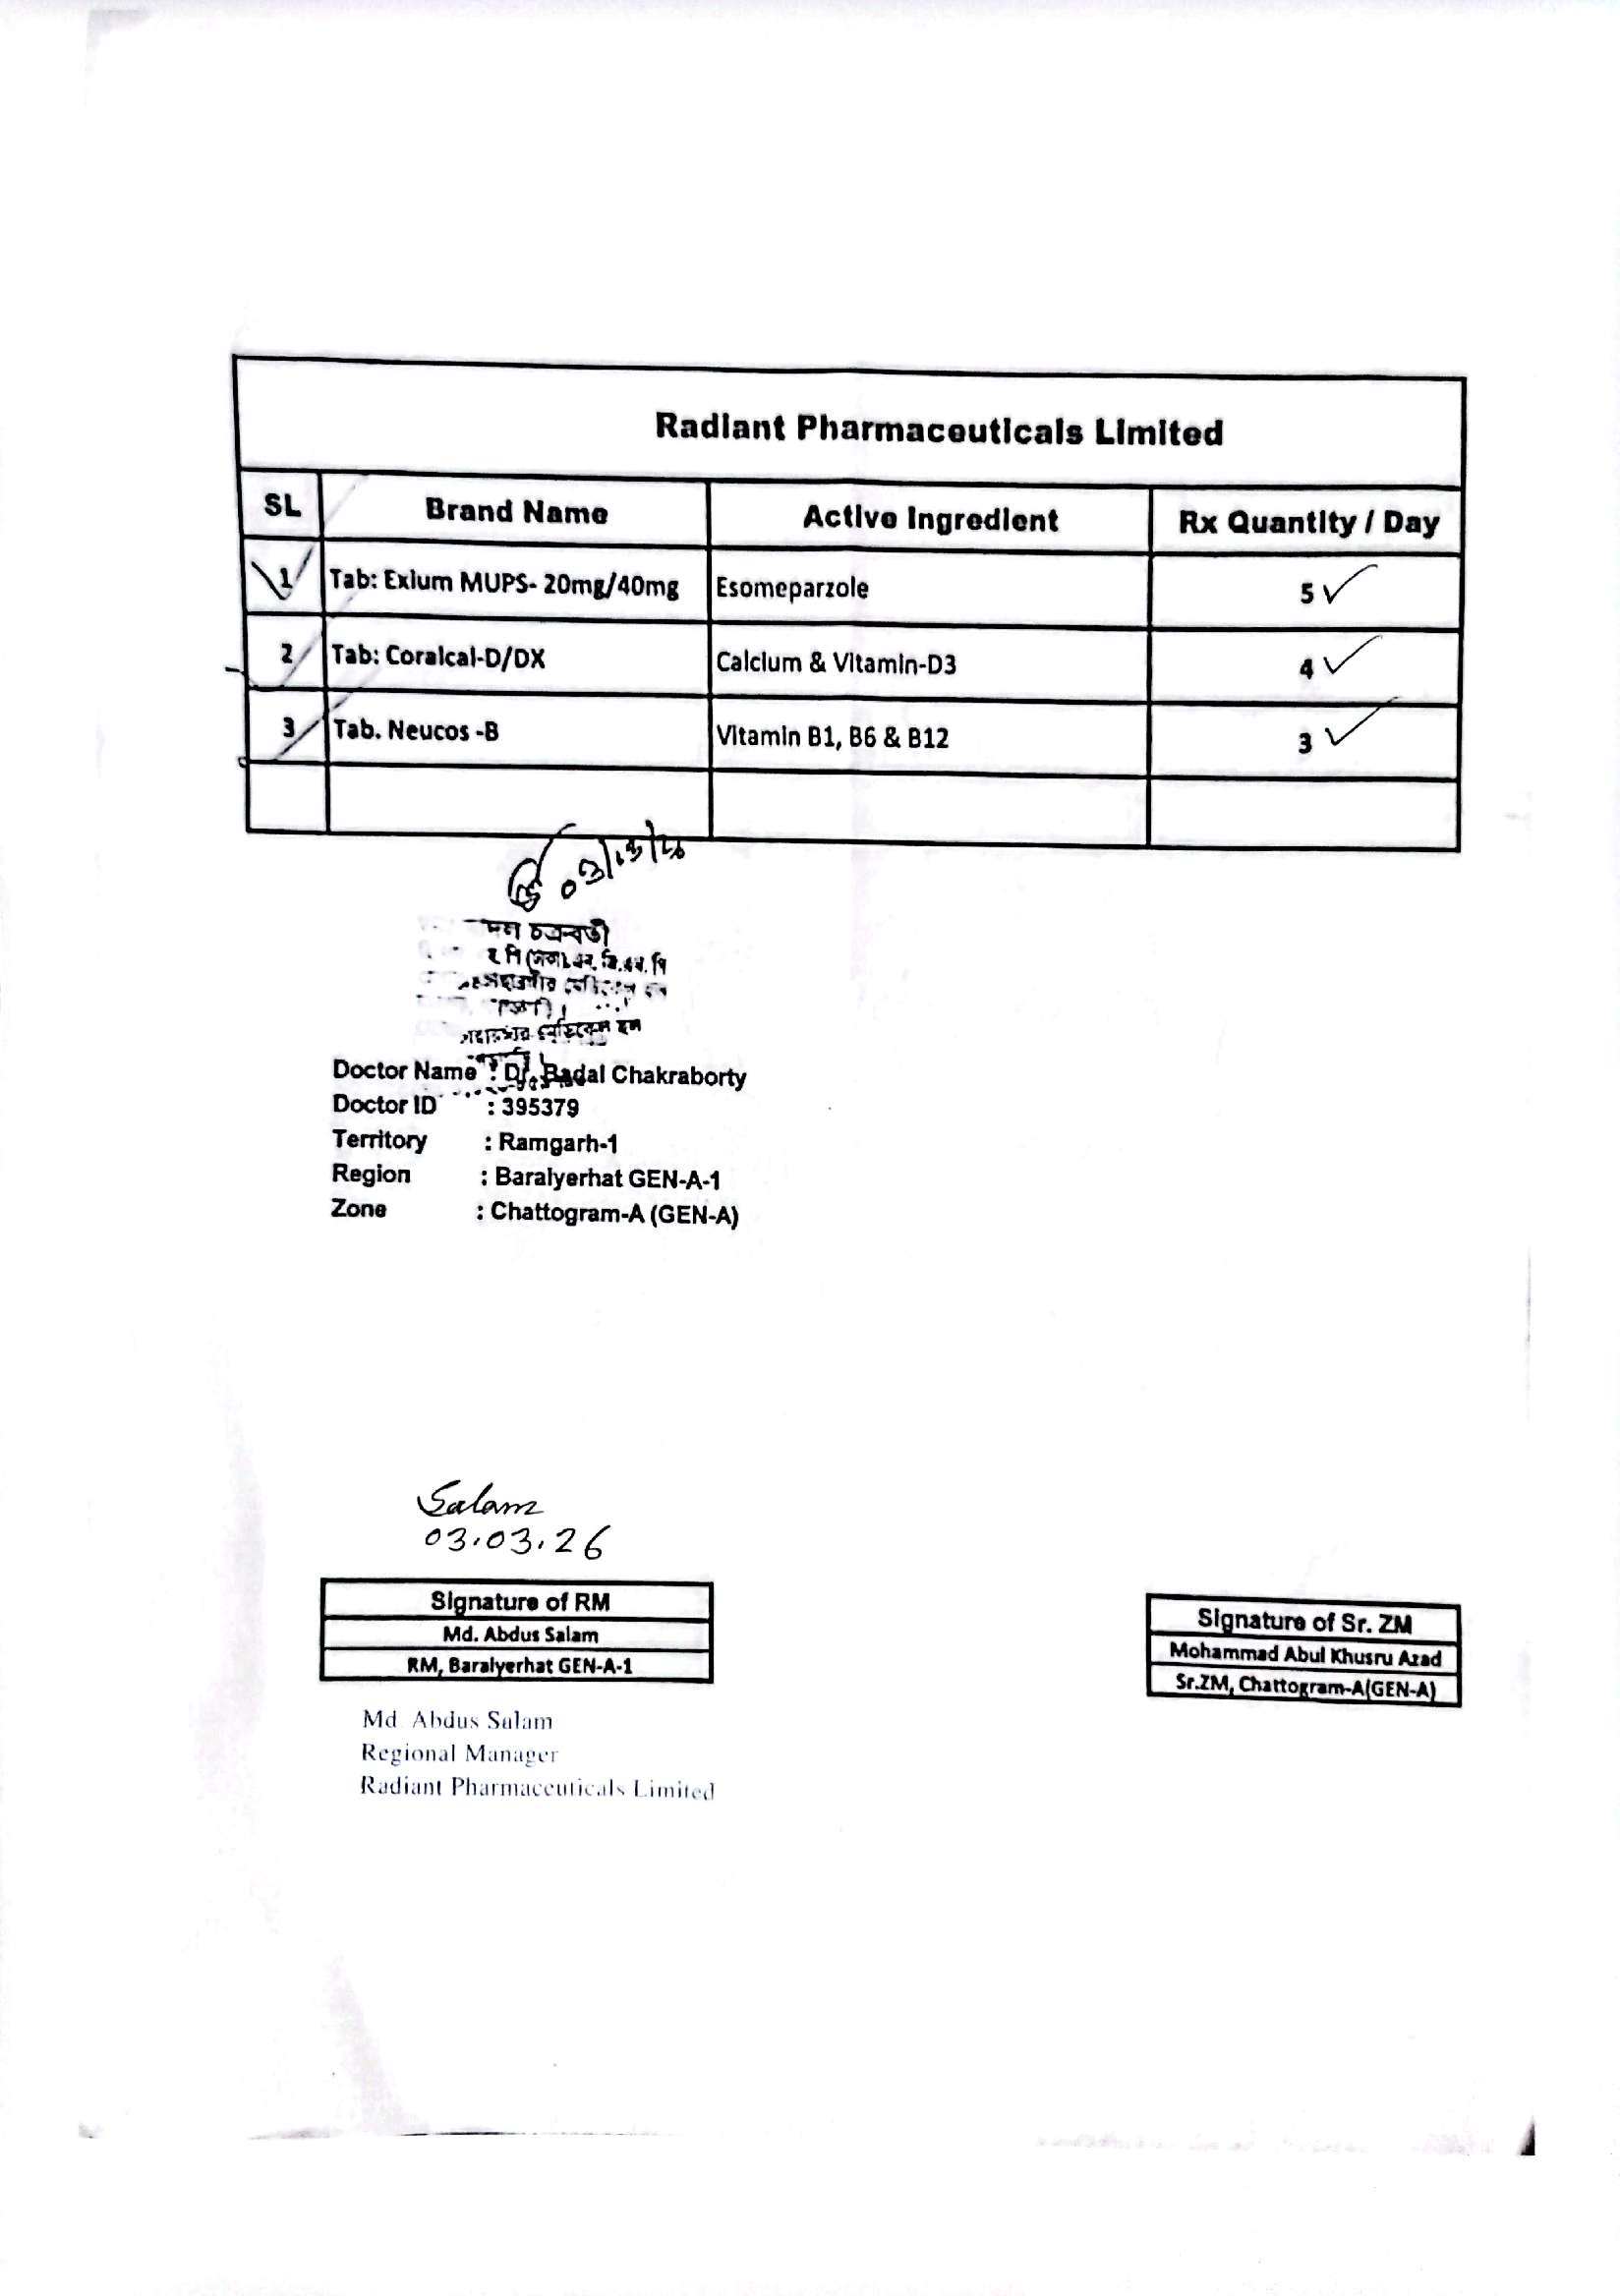 Radiant Pharmaceuticals Limited
SL Brand Name Active Ingredient Rx Quantity / Day
1 Tab: Exium MUPS- 20mg/40mg Esomeparzole 5 ✓
2 Tab: Coralcal-D/DX Calcium & Vitamin-D3 4 ✓
3 Tab. Neucos -B Vitamin B1, B6 & B12 3 ✓
চক্রবর্তী
Doctor Name : Dr. Badal Chakraborty
Doctor ID : 395379
Territory : Ramgarh-1
Region : Baraiyerhat GEN-A-1
Zone : Chattogram-A (GEN-A)
Salam
03.03.26
Signature of RM
Md. Abdus Salam
RM, Baraiyerhat GEN-A-1
Signature of Sr. ZM
Mohammad Abul Khusru Azad
Sr.ZM, Chattogram-A(GEN-A)
Md Abdus Salam
Regional Manager
Radiant Pharmaceuticals Limited